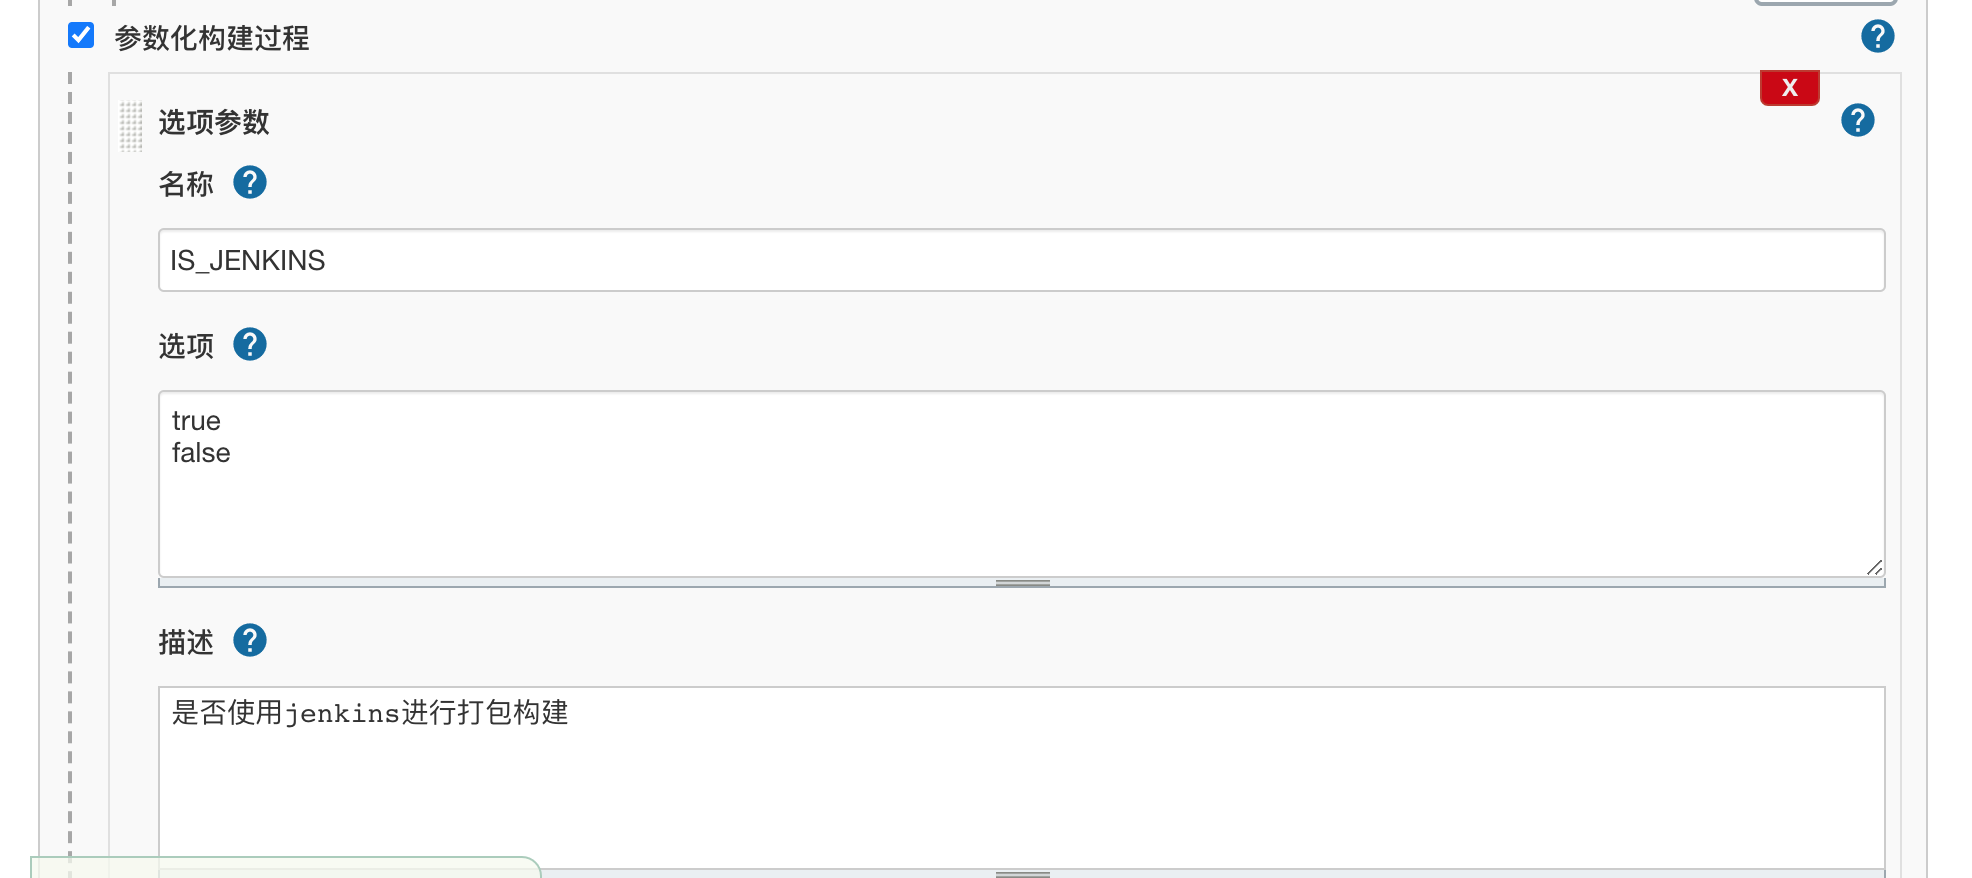 参数化构建过程
?
X
选项参数
?
名称 ?
IS_JENKINS
选项 ?
true
false
描述 ?
是否使用jenkins进行打包构建